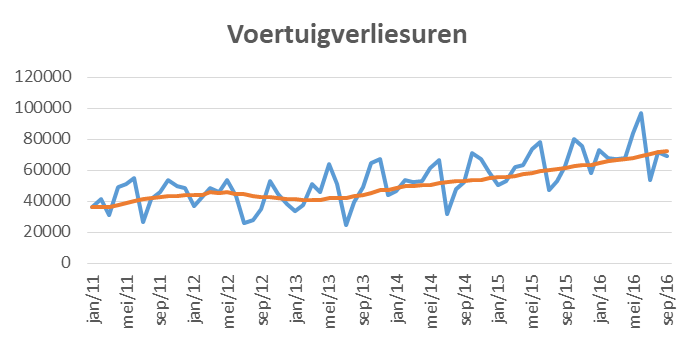 Voertuigverliesuren
120000
100000
80000
60000
40000
20000
0
jan/11
mei/11
sep/11
jan/12
mei/12
sep/12
jan/13
mei/13
sep/13
jan/14
mei/14
sep/14
jan/15
mei/15
sep/15
jan/16
mei/16
sep/16